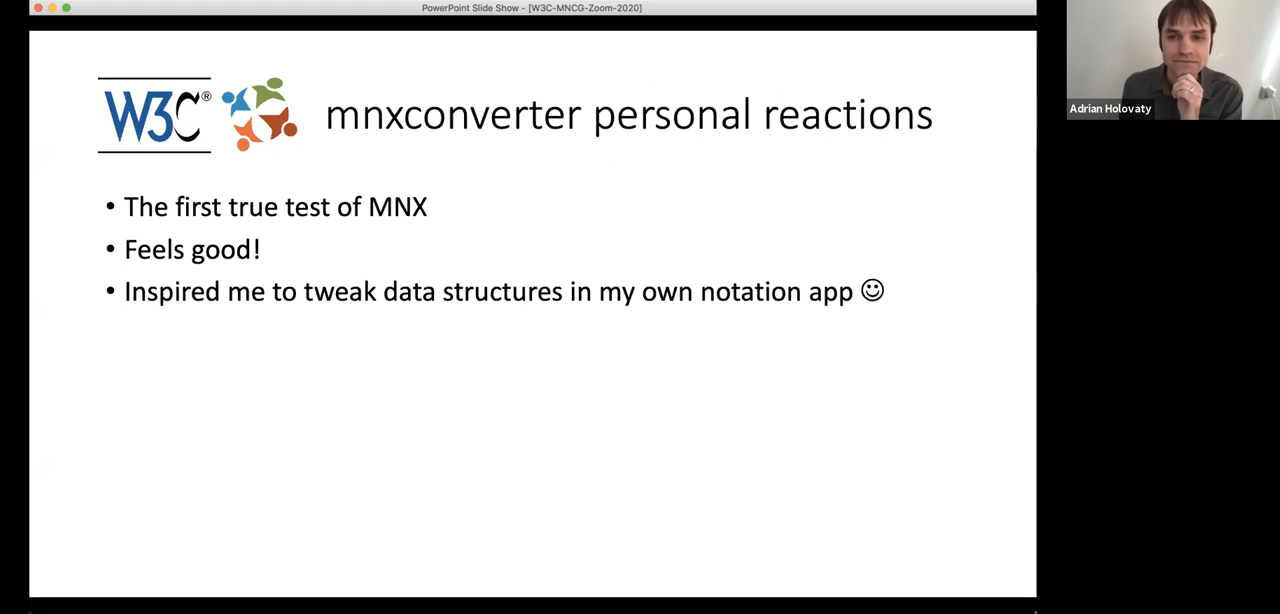 PowerPoint Slide Show - [W3C-MNCG-Zoom-2020]
W3C® mnxconverter personal reactions
• The first true test of MNX
• Feels good!
• Inspired me to tweak data structures in my own notation app ☺
Adrian Holovaty